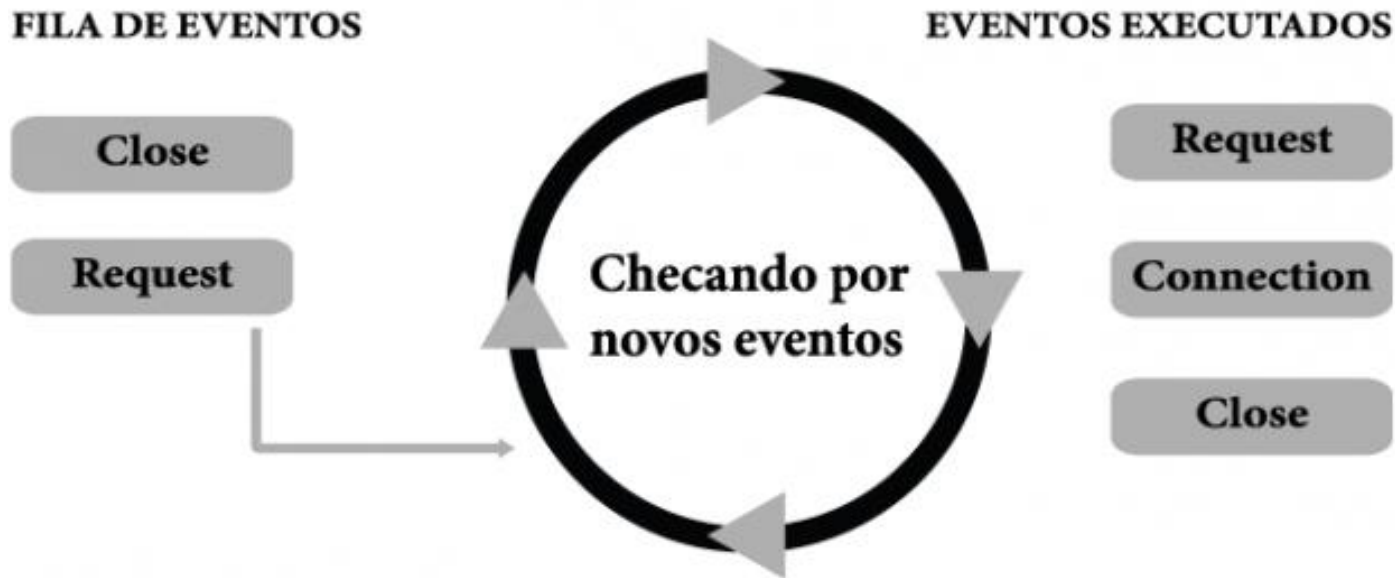 FILA DE EVENTOS
Close
Request
Checando por
novos eventos
EVENTOS EXECUTADOS
Request
Connection
Close